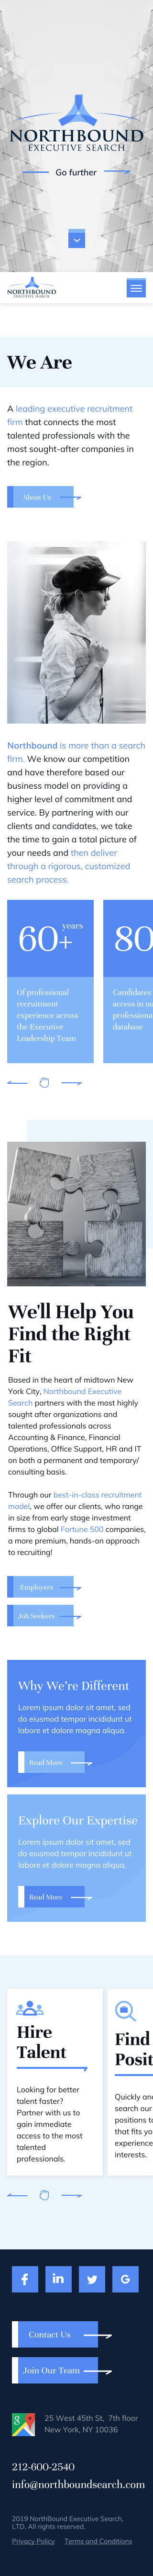 NORTHBOUND
EXECUTIVE SEARCH
Go further
NORTHBOUND
EXECUTIVE SEARCH
We Are
A leading executive recruitment
firm that connects the most
talented professionals with the
most sought-after companies in
the region.
About Us
Northbound is more than a search
firm. We know our competition
and have therefore based our
business model on providing a
higher level of commitment and
service. By partnering with our
clients and candidates, we take
the time to gain a total picture of
your needs and then deliver
through a rigorous, customized
search process.
60+ years
Of professional
recruitment
experience across
the Executive
Leadership Team
80
Candidates
access in ou
professiona
database
We'll Help You
Find the Right
Fit
Based in the heart of midtown New
York City, Northbound Executive
Search partners with the most highly
sought after organizations and
talented professionals across
Accounting & Finance, Financial
Operations, Office Support, HR and IT
on both a permanent and temporary/
consulting basis.
Through our best-in-class recruitment
model, we offer our clients, who range
in size from early stage investment
firms to global Fortune 500 companies,
a more premium, hands-on approach
to recruiting!
Employers
Job Seekers
Why We're Different
Lorem ipsum dolor sit amet, sed
do eiusmod tempor incididunt ut
labore et dolore magna aliqua.
Read More
Explore Our Expertise
Lorem ipsum dolor sit amet, sed
do eiusmod tempor incididunt ut
labore et dolore magna aliqua.
Read More
Hire
Talent
Looking for better
talent faster?
Partner with us to
gain immediate
access to the most
talented
professionals.
Find
Posit
Quickly an
search our
positions to
that fits yo
experience
interests.
Contact Us
Join Our Team
25 West 45th St, 7th floor
New York, NY 10036
212-600-2540
info@northboundsearch.com
2019 NorthBound Executive Search,
LTD. All rights reserved.
Privacy Policy Terms and Conditions